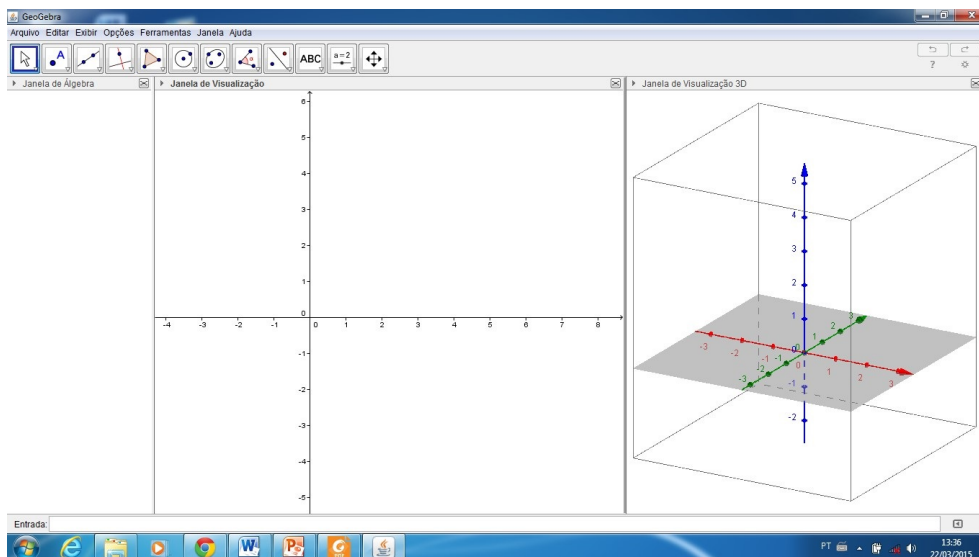 GeoGebra
Arquivo Editar Exibir Opções Ferramentas Janela Ajuda
A
ABC
a=2
?
Janela de Álgebra
Janela de Visualização
Janela de Visualização 3D
6
5
4
3
2
1
0
-4 -3 -2 -1 0 1 2 3 4 5 6 7 8
-1
-2
-3
-4
-5
5
4
3
2
1
0
-1
-2
-3 -2 -1 0 1 2 3
-3 -2 -1 0 1 2 3
Entrada:
PT
13:36
22/03/2015